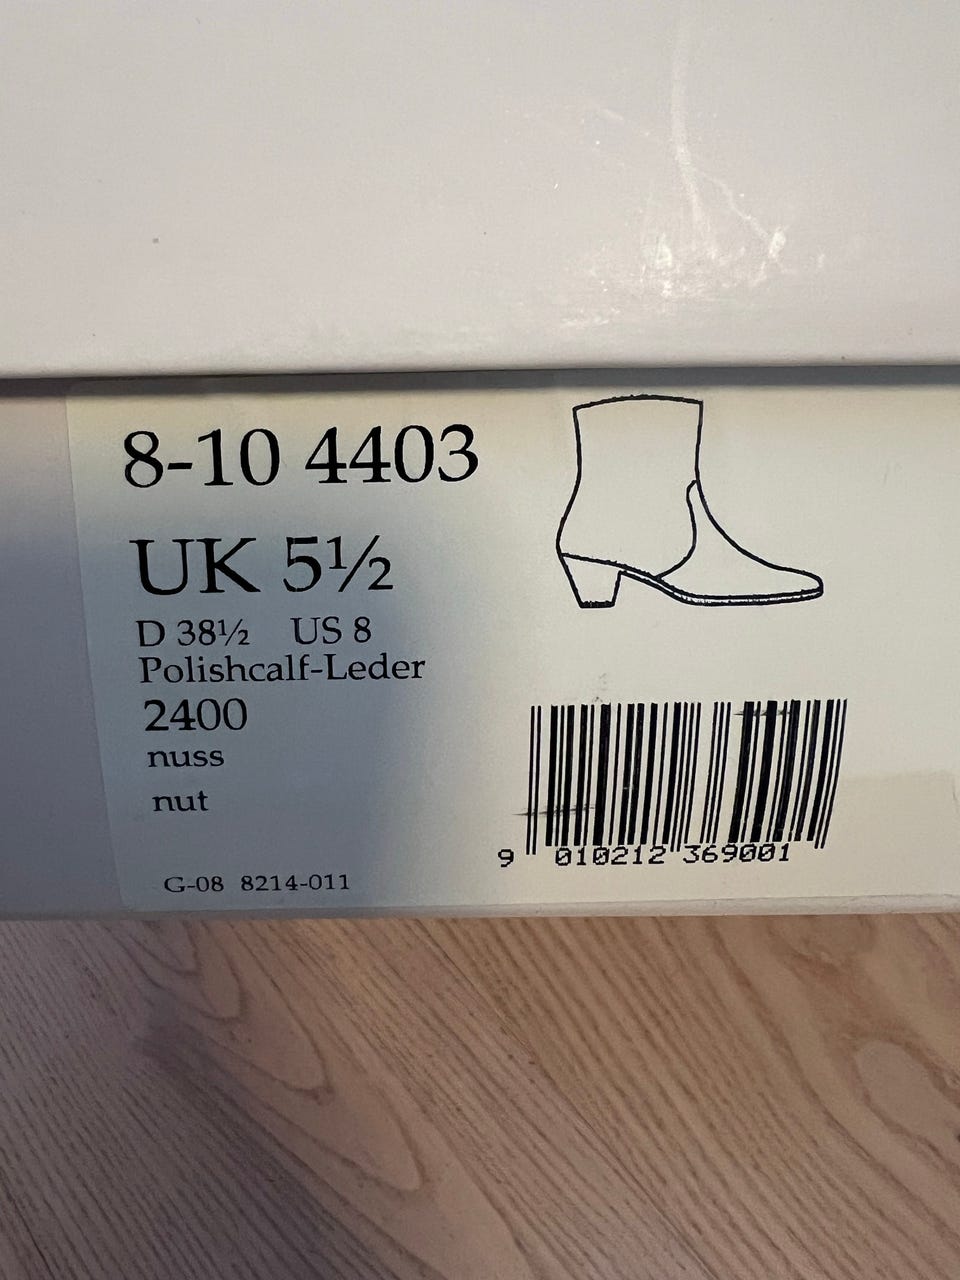 8-10 4403
UK 5½
D 38½ US 8
Polishcalf-Leder
2400
nuss
nut
G-08 8214-011
9 010212 369001